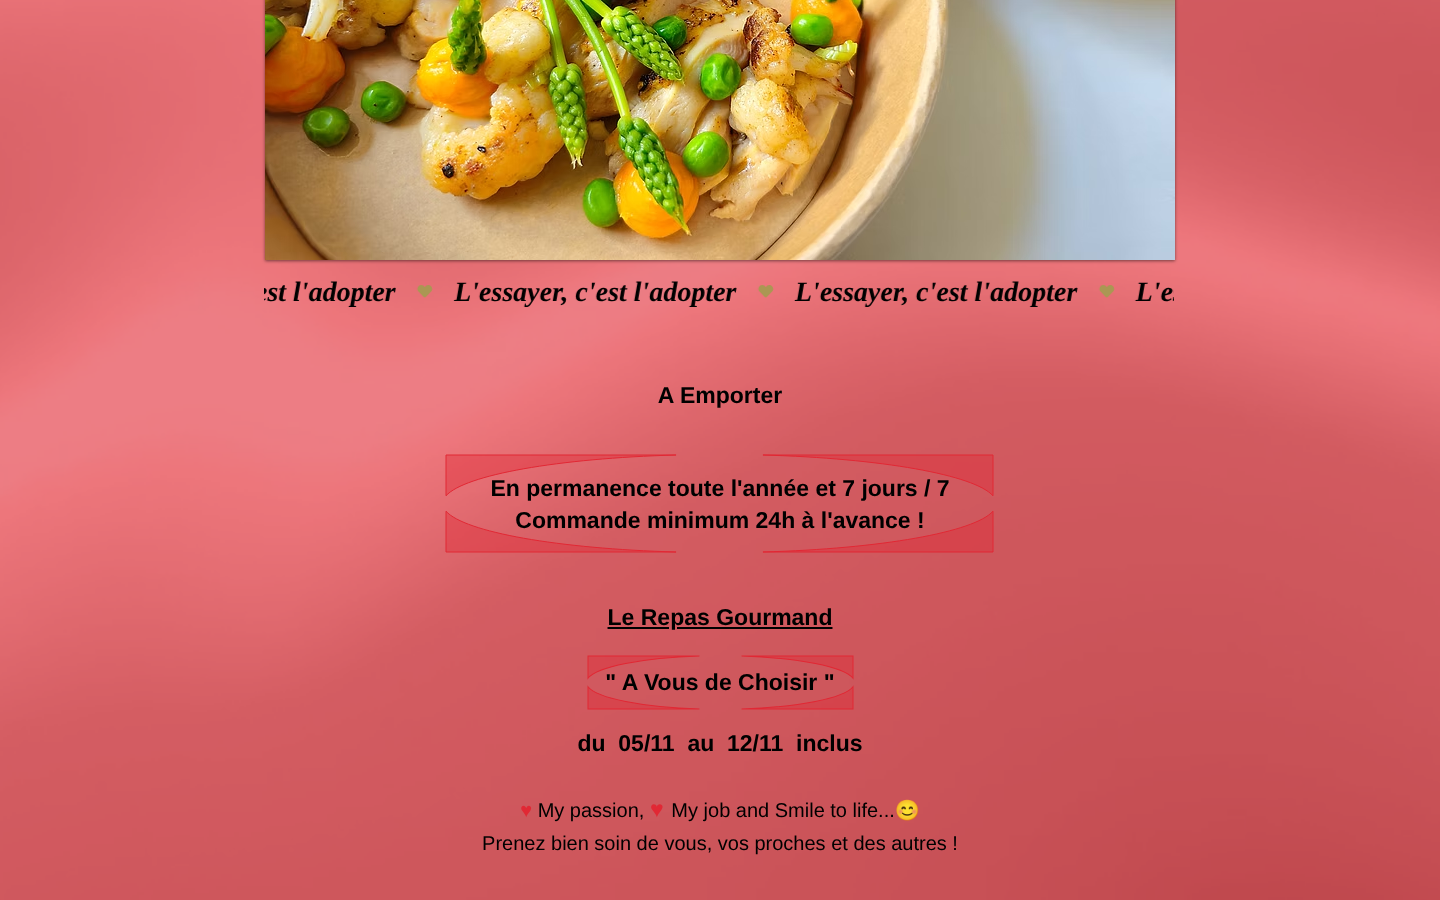 est l'adopter ♥ L'essayer, c'est l'adopter ♥ L'essayer, c'est l'adopter ♥ L'e
A Emporter
En permanence toute l'année et 7 jours / 7
Commande minimum 24h à l'avance !
Le Repas Gourmand
" A Vous de Choisir "
du 05/11 au 12/11 inclus
♥ My passion, ♥ My job and Smile to life...😊
Prenez bien soin de vous, vos proches et des autres !